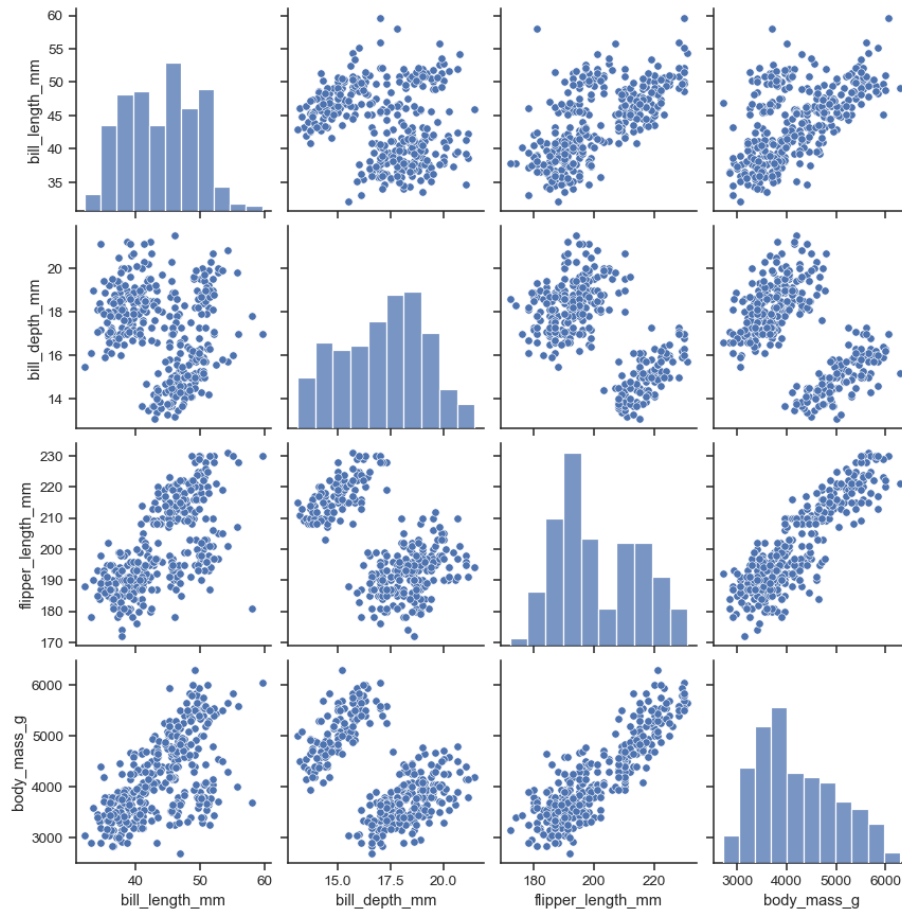 60
55
50
45
40
35
bill_length_mm
20
18
16
14
bill_depth_mm
230
220
210
200
190
180
170
flipper_length_mm
6000
5000
4000
3000
body_mass_g
40 50 60
bill_length_mm
15.0 17.5 20.0
bill_depth_mm
180 200 220
flipper_length_mm
3000 4000 6000
body_mass_g